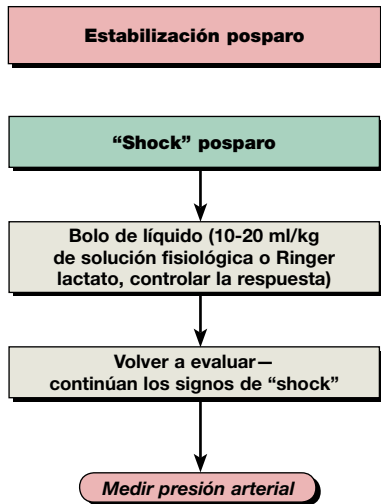 Estabilización posparo
“Shock” posparo
Bolo de líquido (10-20 ml/kg
de solución fisiológica o Ringer
lactato, controlar la respuesta)
Volver a evaluar—
continúan los signos de “shock”
Medir presión arterial